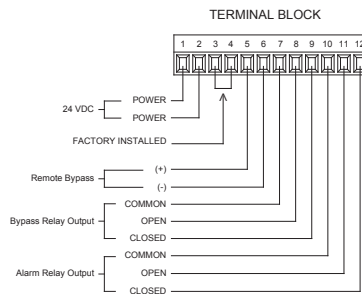 TERMINAL BLOCK
1 2 3 4 5 6 7 8 9 10 11 12
POWER
24 VDC
POWER
FACTORY INSTALLED
(+)
Remote Bypass
(-)
COMMON
Bypass Relay Output
OPEN
CLOSED
COMMON
Alarm Relay Output
OPEN
CLOSED